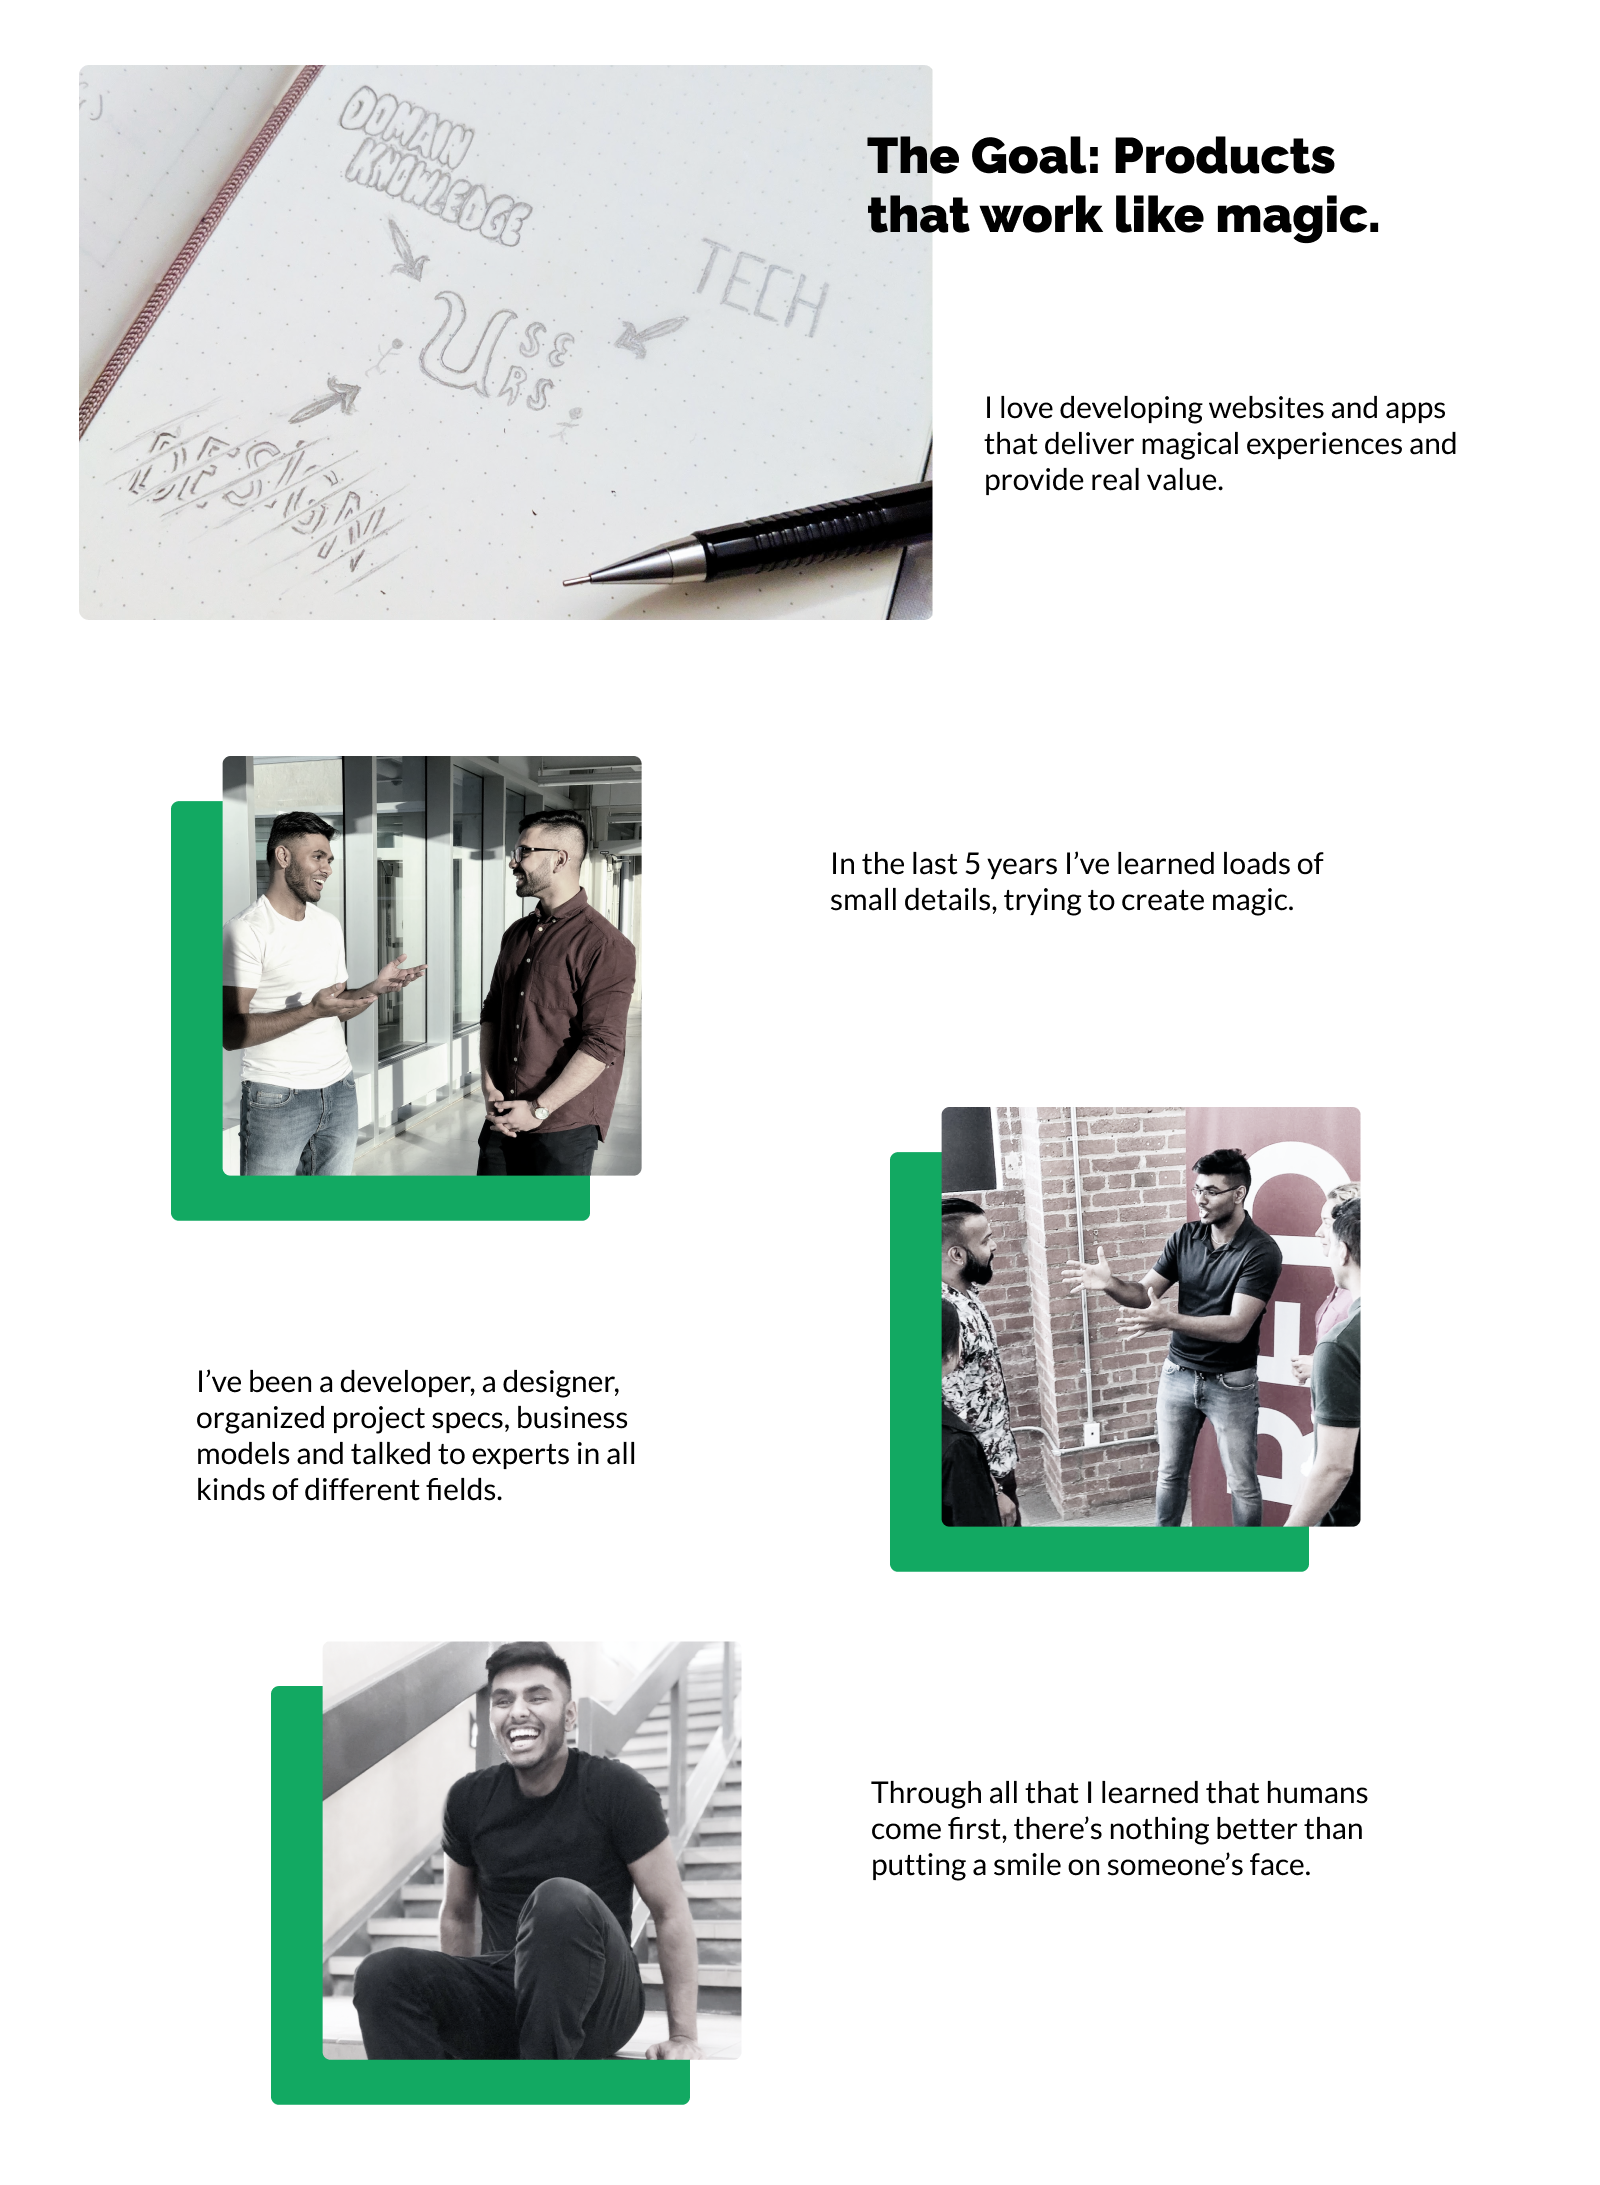 DOMAIN
KNOWLEDGE
TECH
USE
RS
DESIGN
The Goal: Products
that work like magic.
I love developing websites and apps
that deliver magical experiences and
provide real value.
In the last 5 years I’ve learned loads of
small details, trying to create magic.
I’ve been a developer, a designer,
organized project specs, business
models and talked to experts in all
kinds of different fields.
Through all that I learned that humans
come first, there’s nothing better than
putting a smile on someone’s face.